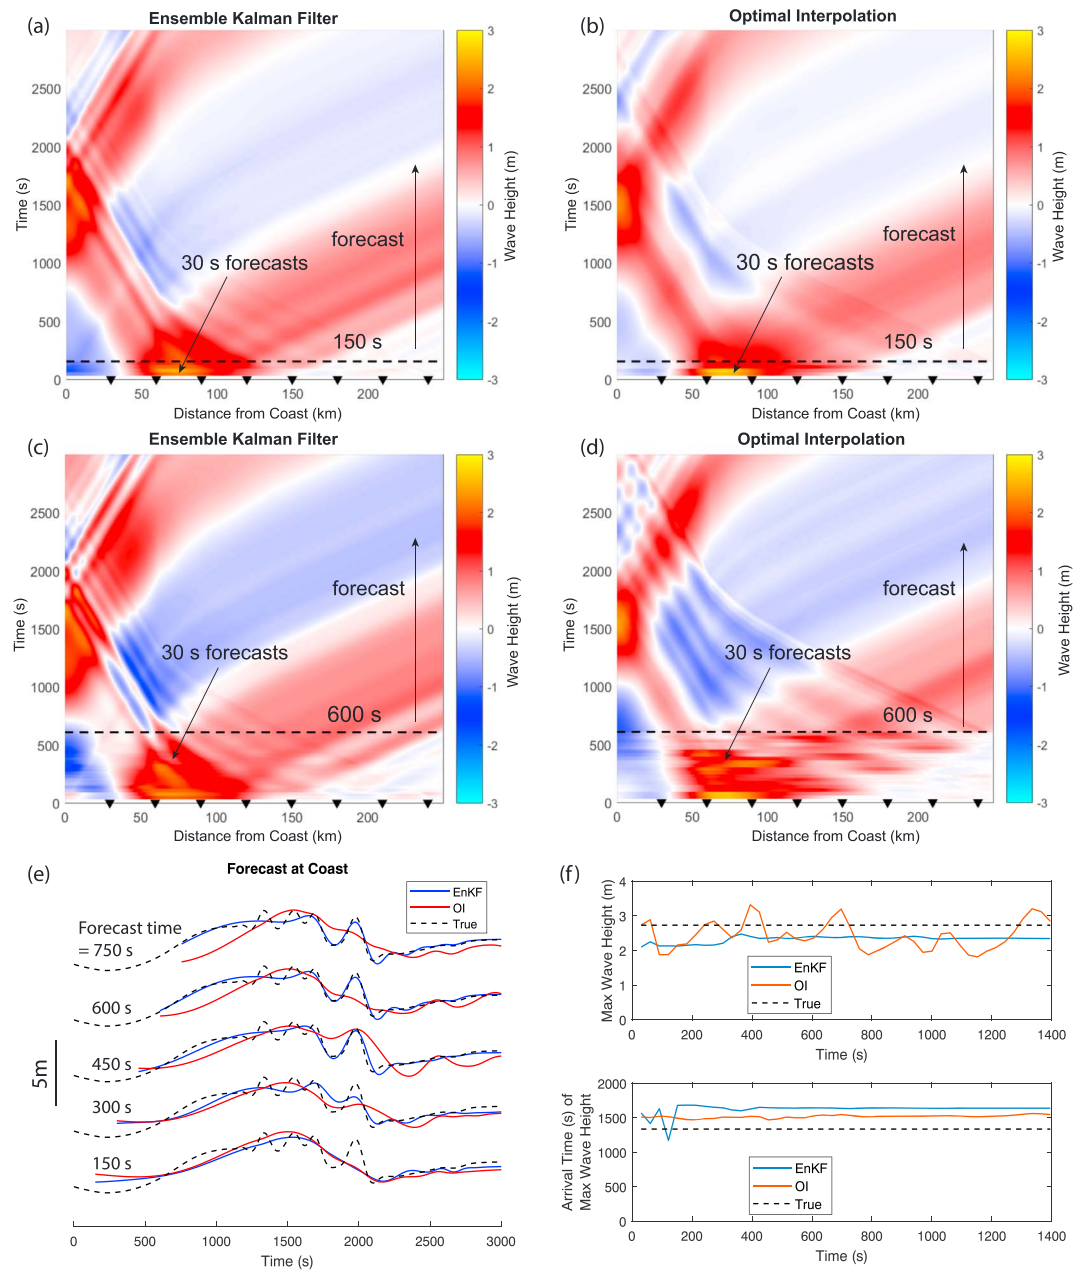 (a)
Ensemble Kalman Filter
Time (s)
2500
2000
1500
1000
500
0
forecast
30 s forecasts
150 s
50
100
150
200
Distance from Coast (km)
3
2
1
0
-1
-2
-3
Wave Height (m)
(b)
Optimal Interpolation
Time (s)
2500
2000
1500
1000
500
0
forecast
30 s forecasts
150 s
0
50
100
150
200
Distance from Coast (km)
3
2
1
0
-1
-2
-3
Wave Height (m)
(c)
Ensemble Kalman Filter
Time (s)
2500
2000
1500
1000
500
0
forecast
30 s forecasts
600 s
0
50
100
150
200
Distance from Coast (km)
3
2
1
0
-1
-2
-3
Wave Height (m)
(d)
Optimal Interpolation
Time (s)
2500
2000
1500
1000
500
0
forecast
30 s forecasts
600 s
0
50
100
150
200
Distance from Coast (km)
3
2
1
0
-1
-2
-3
Wave Height (m)
(e)
Forecast at Coast
EnKF
OI
True
Forecast time
= 750 s
600 s
450 s
300 s
150 s
5m
0
500
1000
1500
2000
2500
3000
Time (s)
(f)
Max Wave Height (m)
4
3
2
1
0
EnKF
OI
True
0
200
400
600
800
1000
1200
1400
Time (s)
Arrival Time (s) of
Max Wave Height
2000
1500
1000
500
0
EnKF
OI
True
0
200
400
600
800
1000
1200
1400
Time (s)